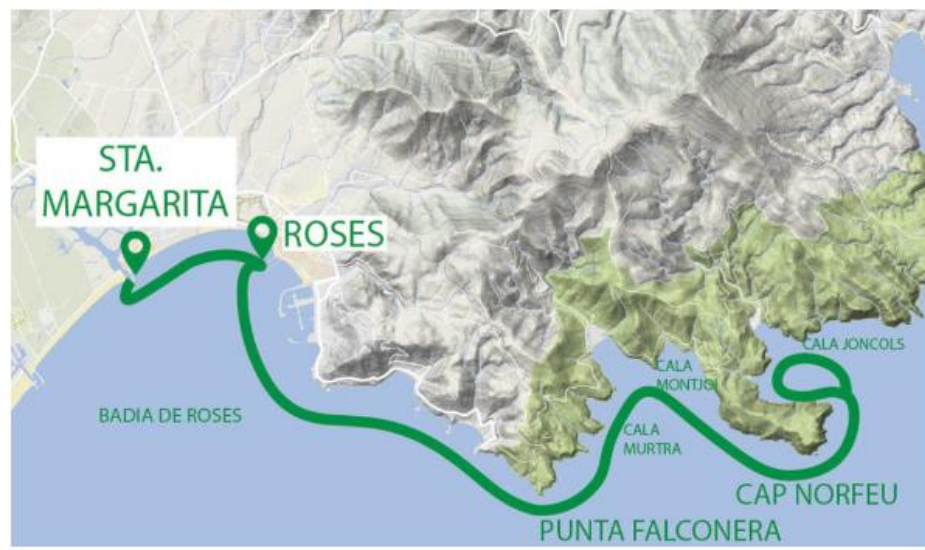 STA.
MARGARITA
ROSES
CALA JONCOLS
CALA
MONTJOI
BADIA DE ROSES
CALA
MURTRA
CAP NORFEU
PUNTA FALCONERA